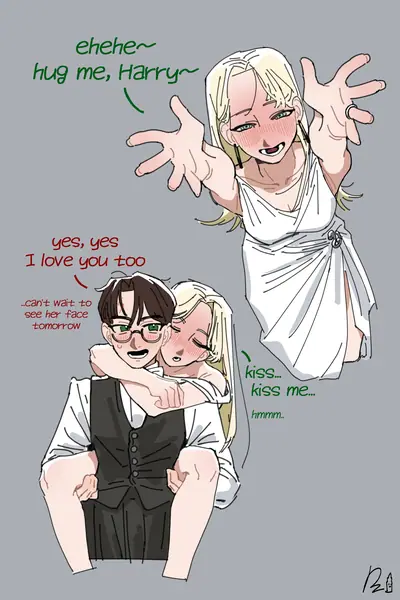 ehehe~
hug me, Harry~
yes, yes
I love you too
...can't wait to
see her face
tomorrow
kiss...
kiss me...
hmmm..